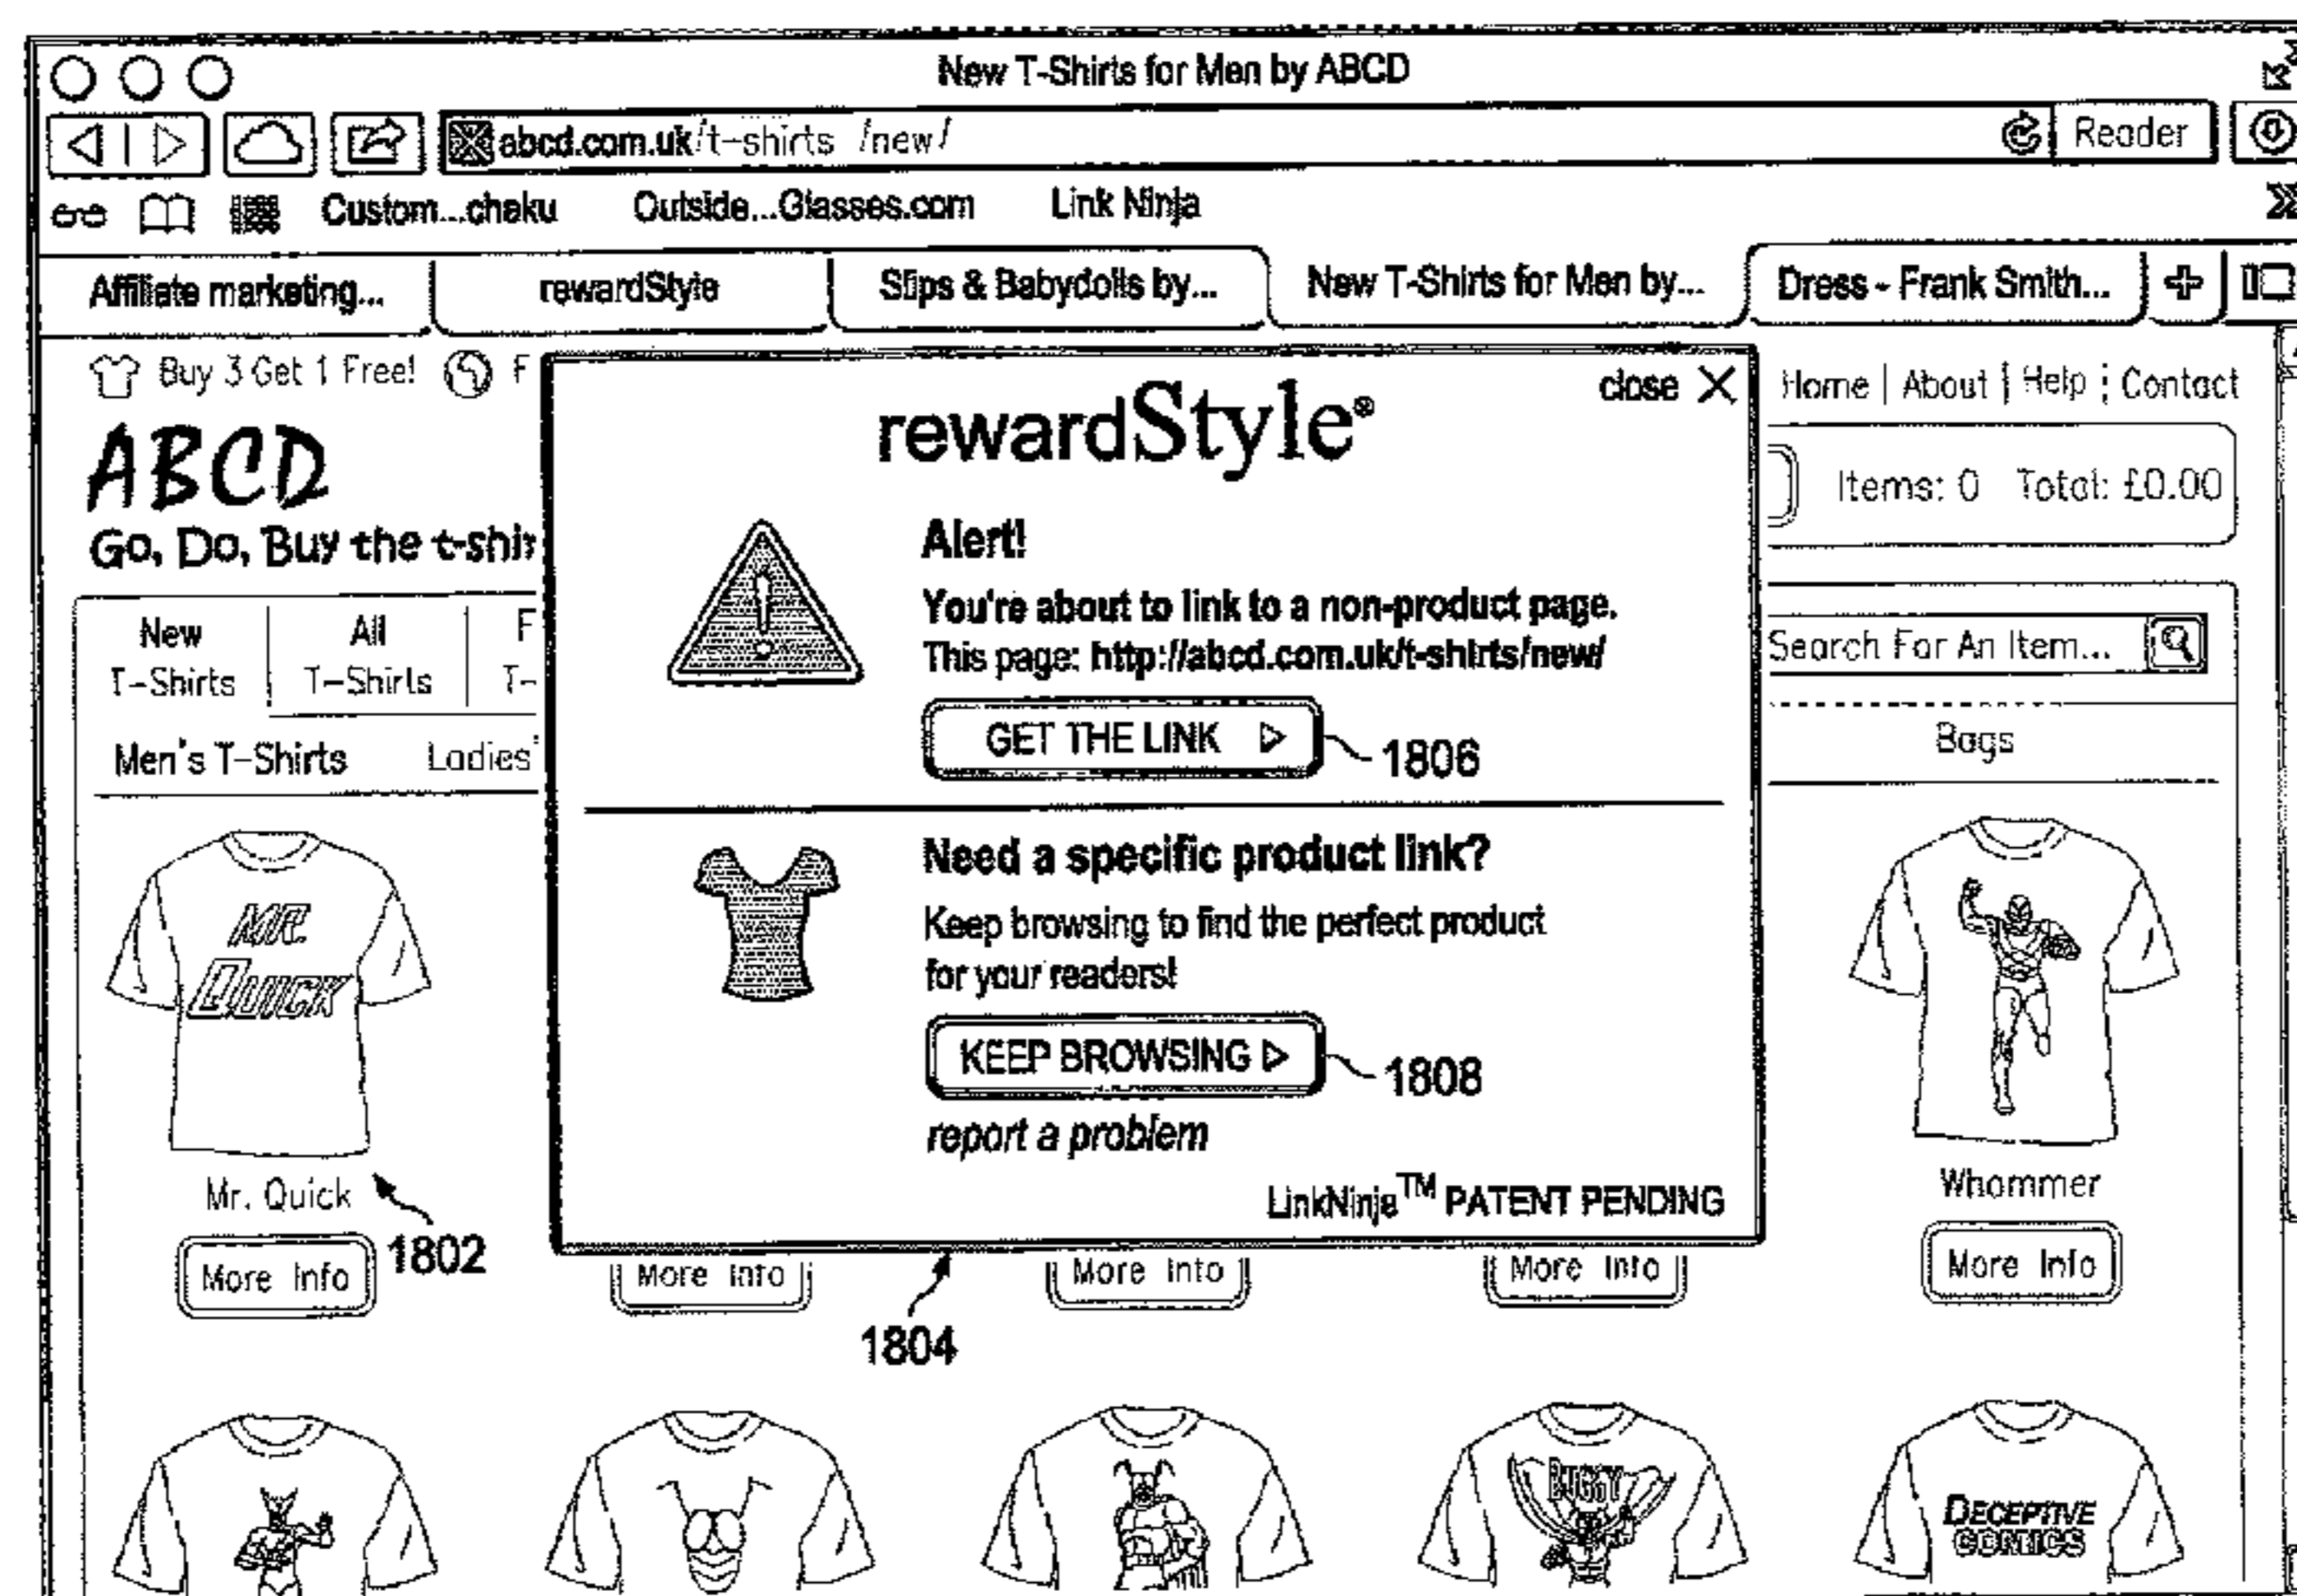 New T-Shirts for Men by ABCD
abcd.com.uk/t-shirts /new/
Reader
Custom...cheku Outside...Glasses.com Link Ninja
Affiliate marketing... rewardStyle Slips & Babydolls by... New T-Shirts for Men by... Dress - Frank Smith...
Buy 3 Get 1 Free! F
close
Home | About | Help | Contact
rewardStyle®
ABCD
Items: 0 Total: £0.00
Go, Do, Buy the t-shir
Alert!
You're about to link to a non-product page.
This page: http://abcd.com.uk/t-shirts/new/
New T-Shirts
All T-Shirts
F T-
Search For An Item...
GET THE LINK
1806
Men's T-Shirts Ladies'
Bags
Need a specific product link?
Keep browsing to find the perfect product
for your readers!
KEEP BROWSING
1808
report a problem
LinkNinja™ PATENT PENDING
MR.
QUICK
Mr. Quick
1802
More Info
Whommer
More Info
More Info
More Info
More Info
1804
BUGSY
DECEPTIVE
COMICS